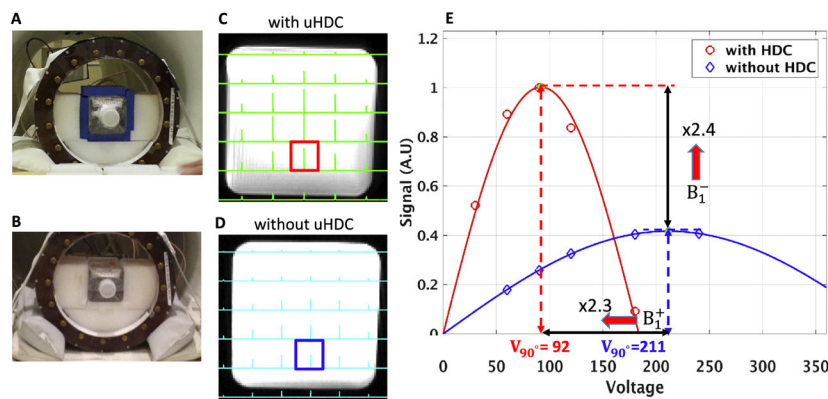 A
B
C
with uHDC
D
without uHDC
E
1.2
1
0.8
0.6
0.4
0.2
0
Signal (A.U)
with HDC
without HDC
x2.4
B₁⁻
x2.3
B₁⁺
V₉₀°= 92
V₉₀°=211
0 50 100 150 200 250 300 350
Voltage